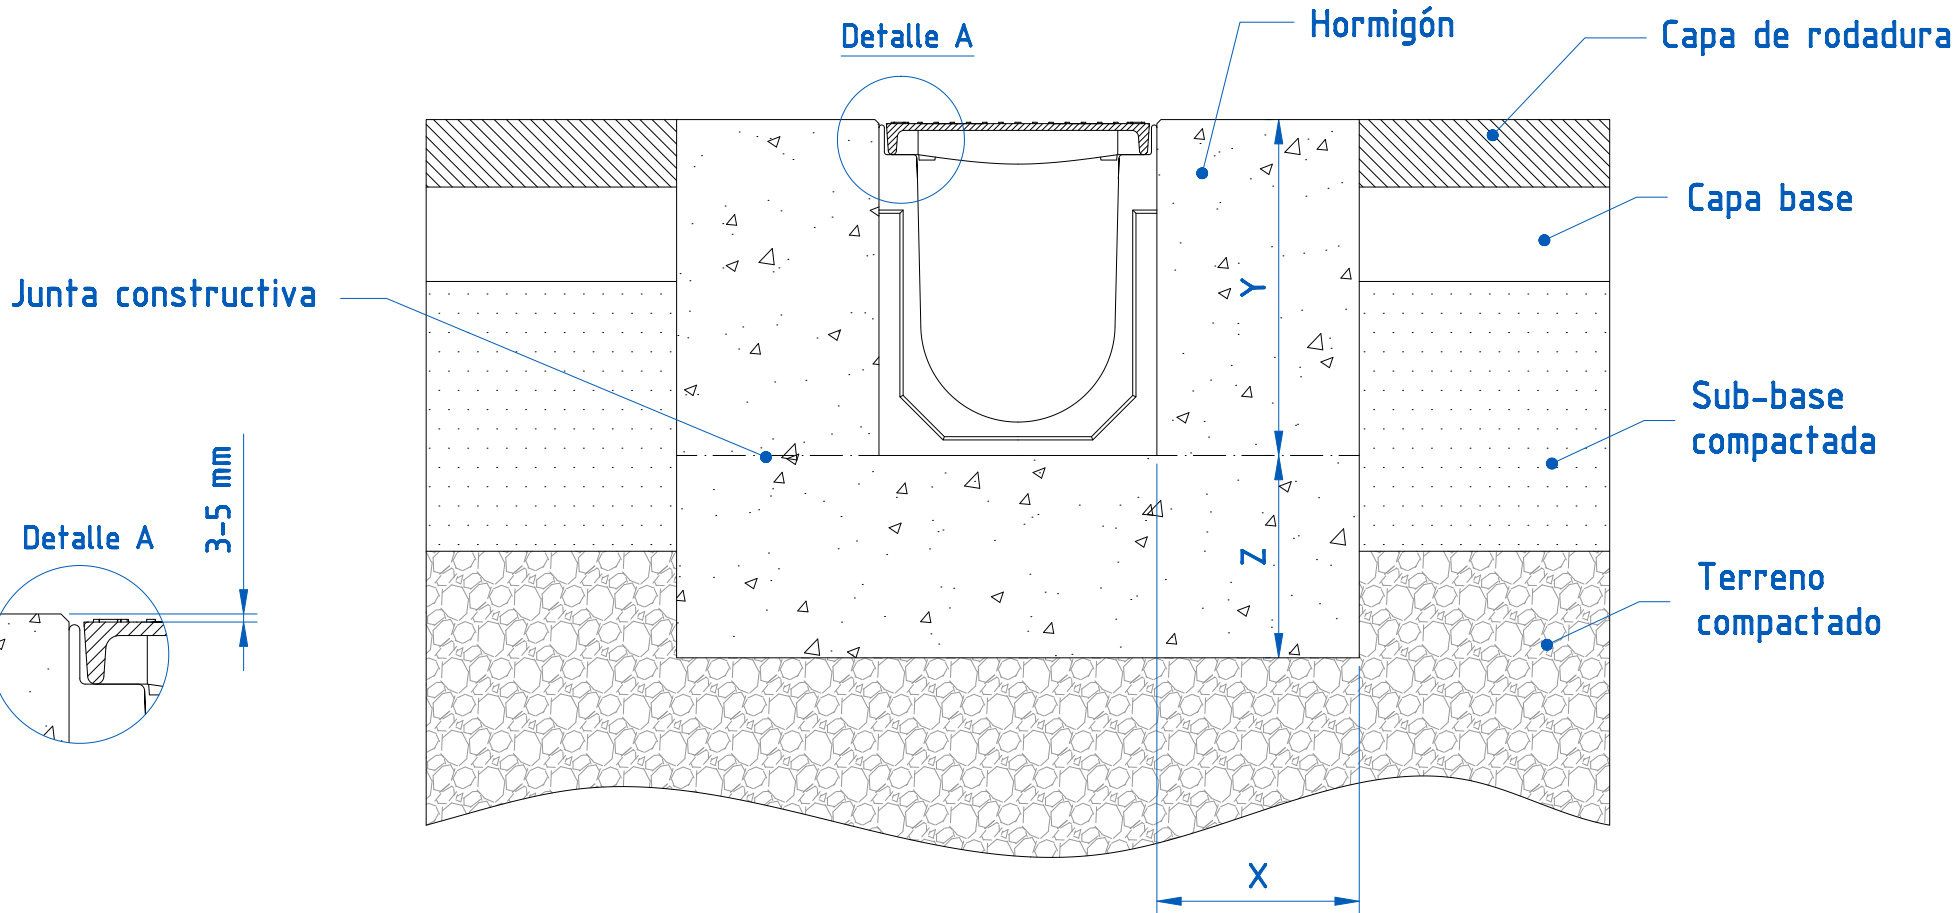 Detalle A
Hormigón
Capa de rodadura
Capa base
Junta constructiva
Y
Sub-base
compactada
3-5 mm
Detalle A
Z
Terreno
compactado
X